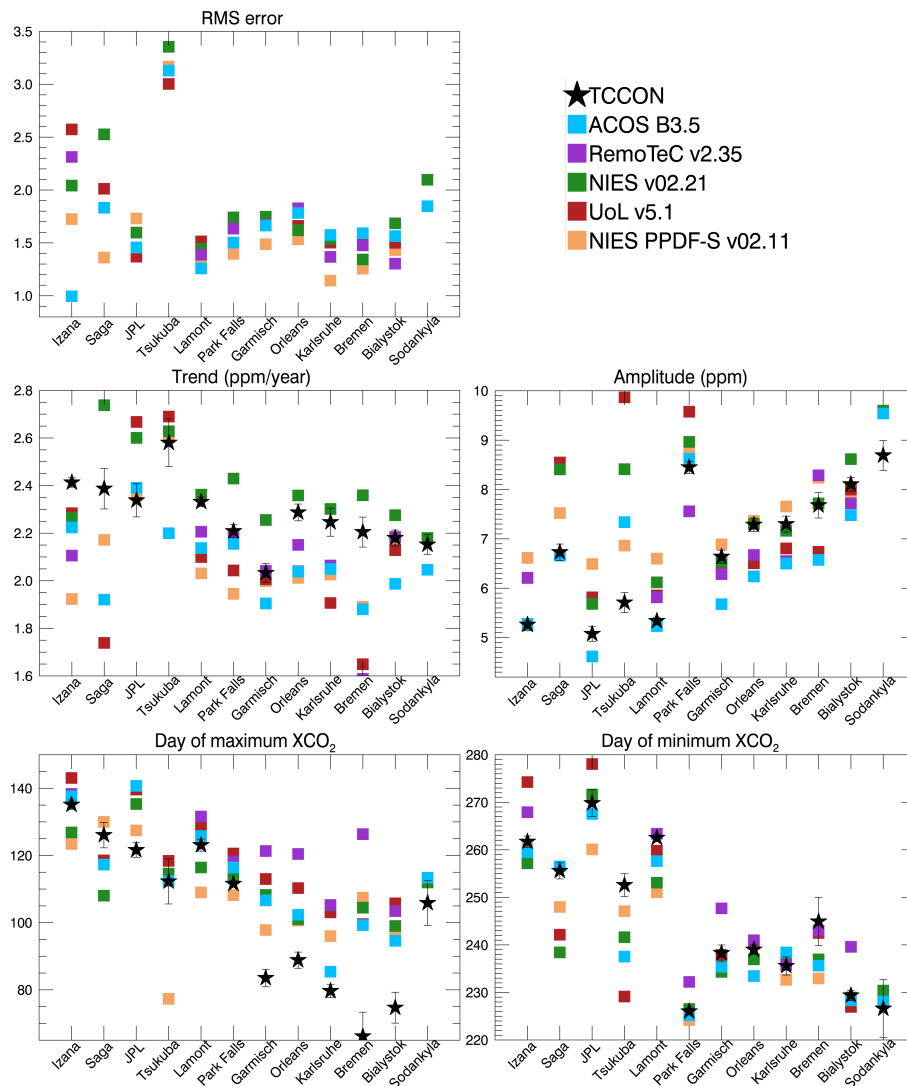 RMS error
3.5
3.0
2.5
2.0
1.5
1.0
Izana
Saga
JPL
Tsukuba
Lamont
Park Falls
Garmisch
Orleans
Karlsruhe
Bremen
Bialystok
Sodankyla
TCCON
ACOS B3.5
RemoTeC v2.35
NIES v02.21
UoL v5.1
NIES PPDF-S v02.11
Trend (ppm/year)
2.8
2.6
2.4
2.2
2.0
1.8
1.6
Izana
Saga
JPL
Tsukuba
Lamont
Park Falls
Garmisch
Orleans
Karlsruhe
Bremen
Bialystok
Sodankyla
Amplitude (ppm)
10
9
8
7
6
5
Izana
Saga
JPL
Tsukuba
Lamont
Park Falls
Garmisch
Orleans
Karlsruhe
Bremen
Bialystok
Sodankyla
Day of maximum XCO₂
140
120
100
80
Izana
Saga
JPL
Tsukuba
Lamont
Park Falls
Garmisch
Orleans
Karlsruhe
Bremen
Bialystok
Sodankyla
Day of minimum XCO₂
280
270
260
250
240
230
220
Izana
Saga
JPL
Tsukuba
Lamont
Park Falls
Garmisch
Orleans
Karlsruhe
Bremen
Bialystok
Sodankyla